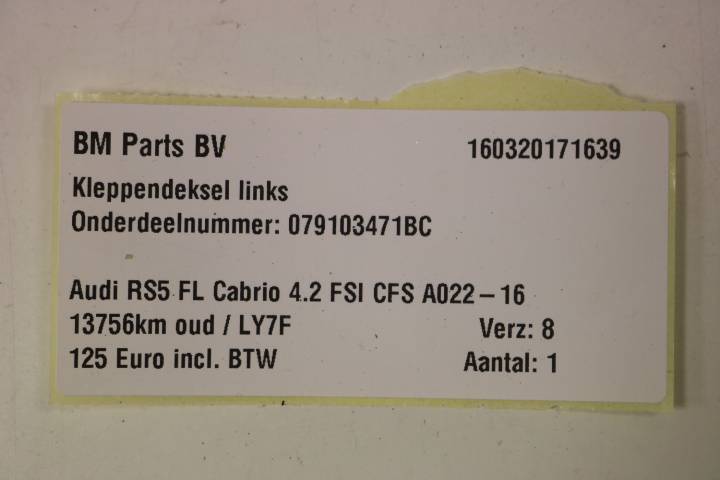 BM Parts BV 160320171639
Kleppendeksel links
Onderdeelnummer: 079103471BC
Audi RS5 FL Cabrio 4.2 FSI CFS A022 – 16
13756km oud / LY7F Verz: 8
125 Euro incl. BTW Aantal: 1